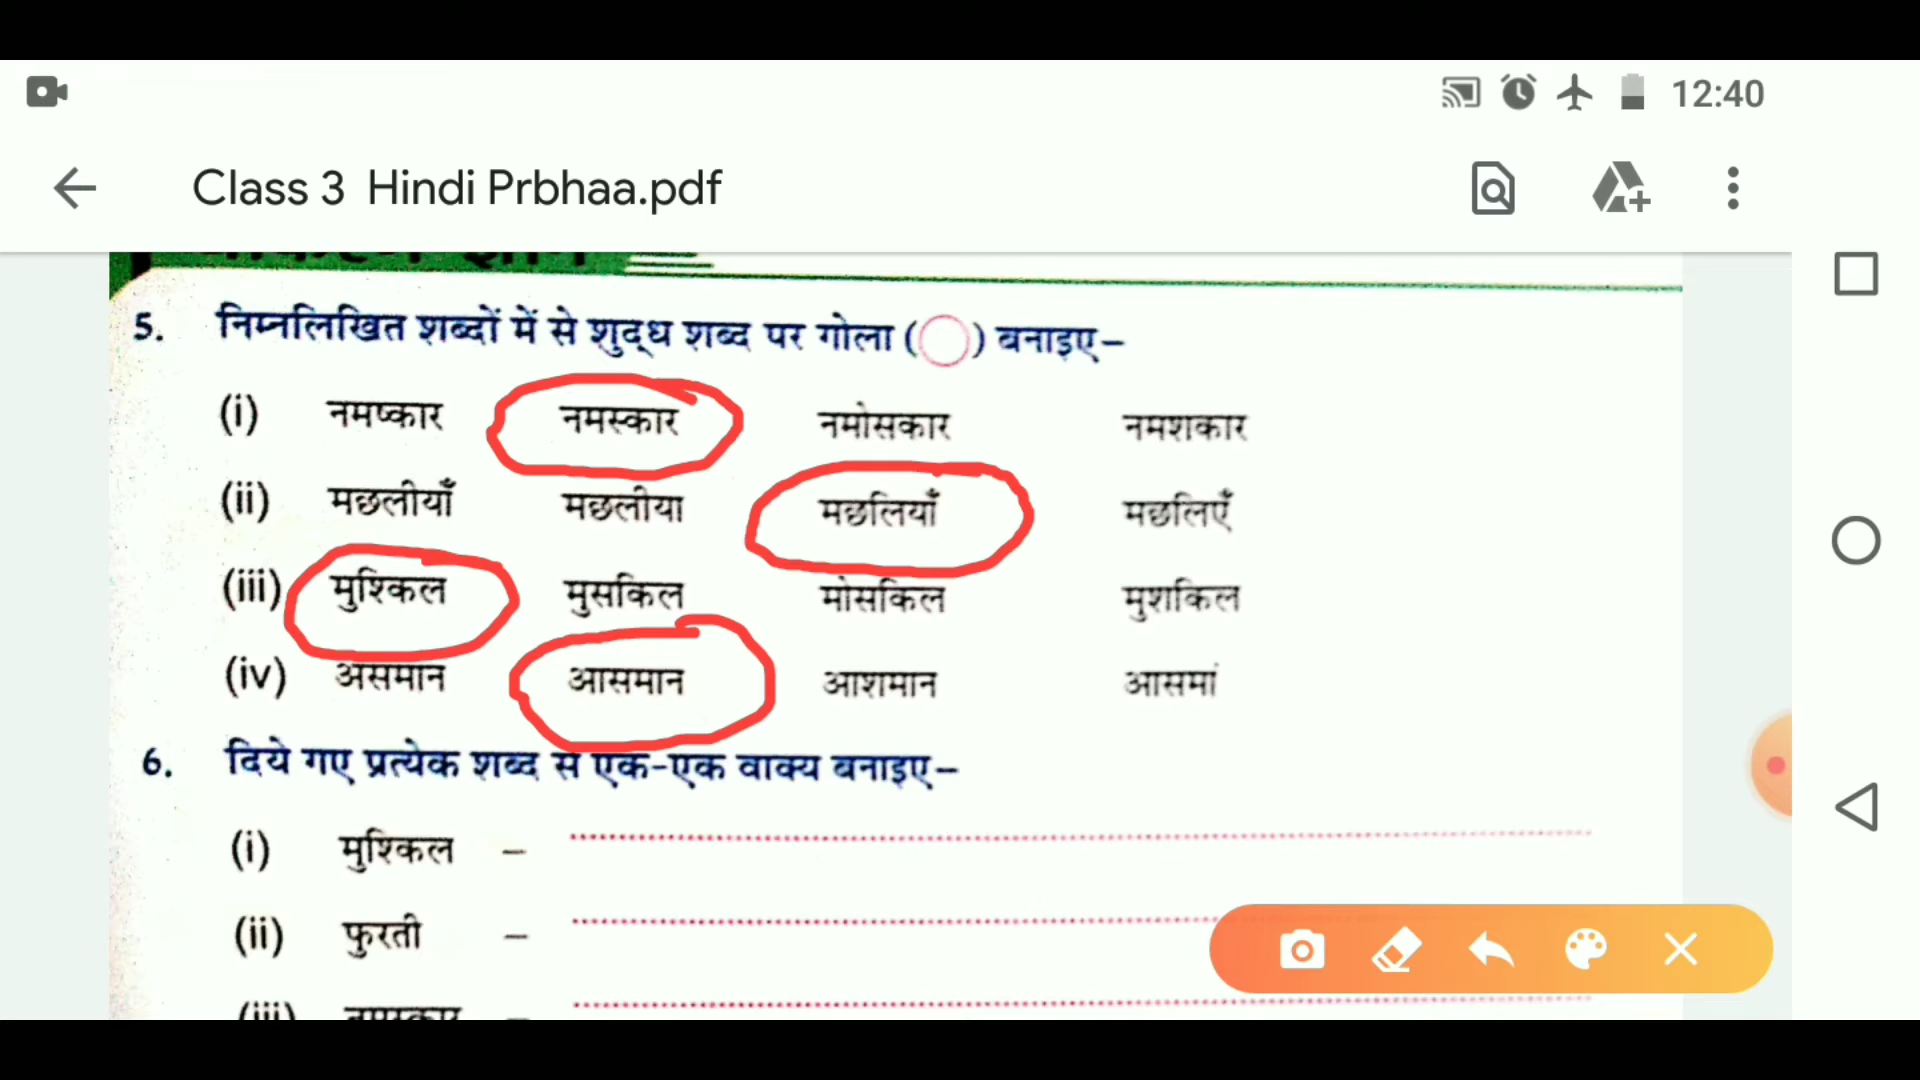 12:40
Class 3 Hindi Prbhaa.pdf
5. निम्नलिखित शब्दों में से शुद्ध शब्द पर गोला (◯) बनाइए–
(i) नमष्कार नमस्कार नमोसकार नमशकार
(ii) मछलीयाँ मछलीया मछलियाँ मछलिएँ
(iii) मुश्किल मुसकिल मोसकिल मुशकिल
(iv) असमान आसमान आशमान आसमां
6. दिये गए प्रत्येक शब्द से एक-एक वाक्य बनाइए–
(i) मुश्किल –
(ii) फुरती –
(iii) नमस्कार –